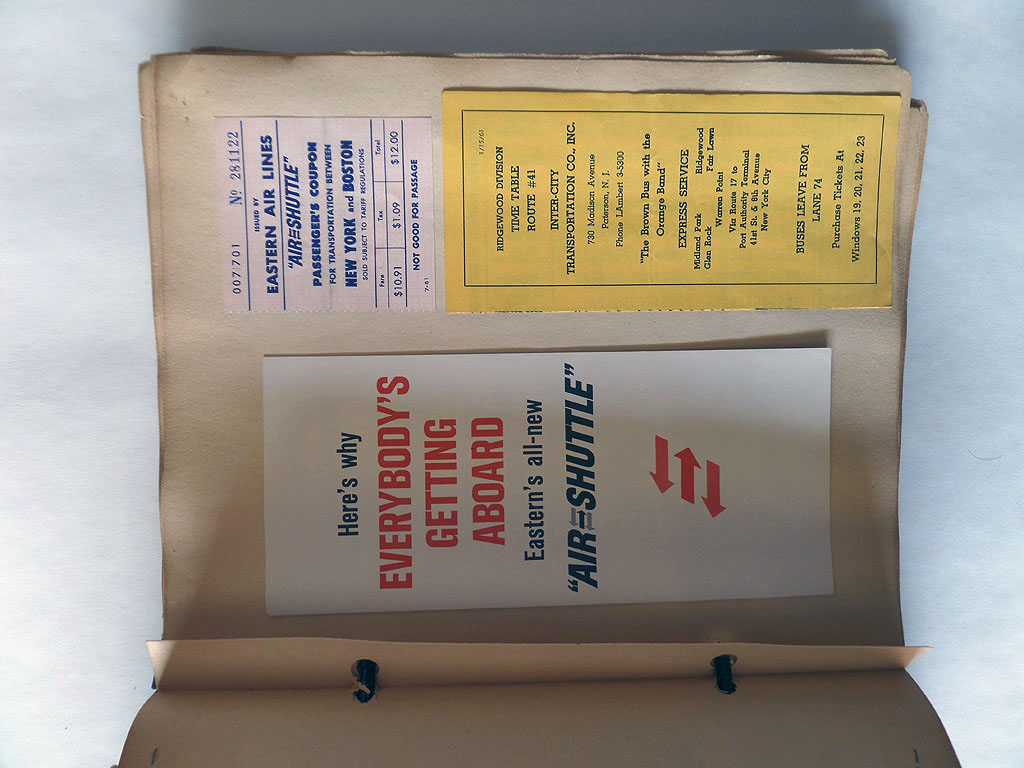 007701 Nº 281122
ISSUED BY
EASTERN AIR LINES
"AIR SHUTTLE"
PASSENGER'S COUPON
FOR TRANSPORTATION BETWEEN
NEW YORK and BOSTON
SOLD SUBJECT TO TARIFF REGULATIONS
Fare Tax Total
$10.91 $1.09 $12.00
NOT GOOD FOR PASSAGE
7-61
1/15/61
RIDGEWOOD DIVISION
TIME TABLE
ROUTE #41
INTER-CITY
TRANSPORTATION CO., INC.
730 Madison Avenue
Paterson, N. J.
Phone LAmbert 3-5300
"The Brown Bus with the
Orange Band"
EXPRESS SERVICE
Midland Park Ridgewood
Glen Rock Fair Lawn
Warren Point
Via Route 17 to
Port Authority Terminal
41st St. & 8th Avenue
New York City
BUSES LEAVE FROM
LANE 74
Purchase Tickets At
Windows 19, 20, 21, 22, 23
Here's why
EVERYBODY'S
GETTING
ABOARD
Eastern's all-new
"AIR SHUTTLE"